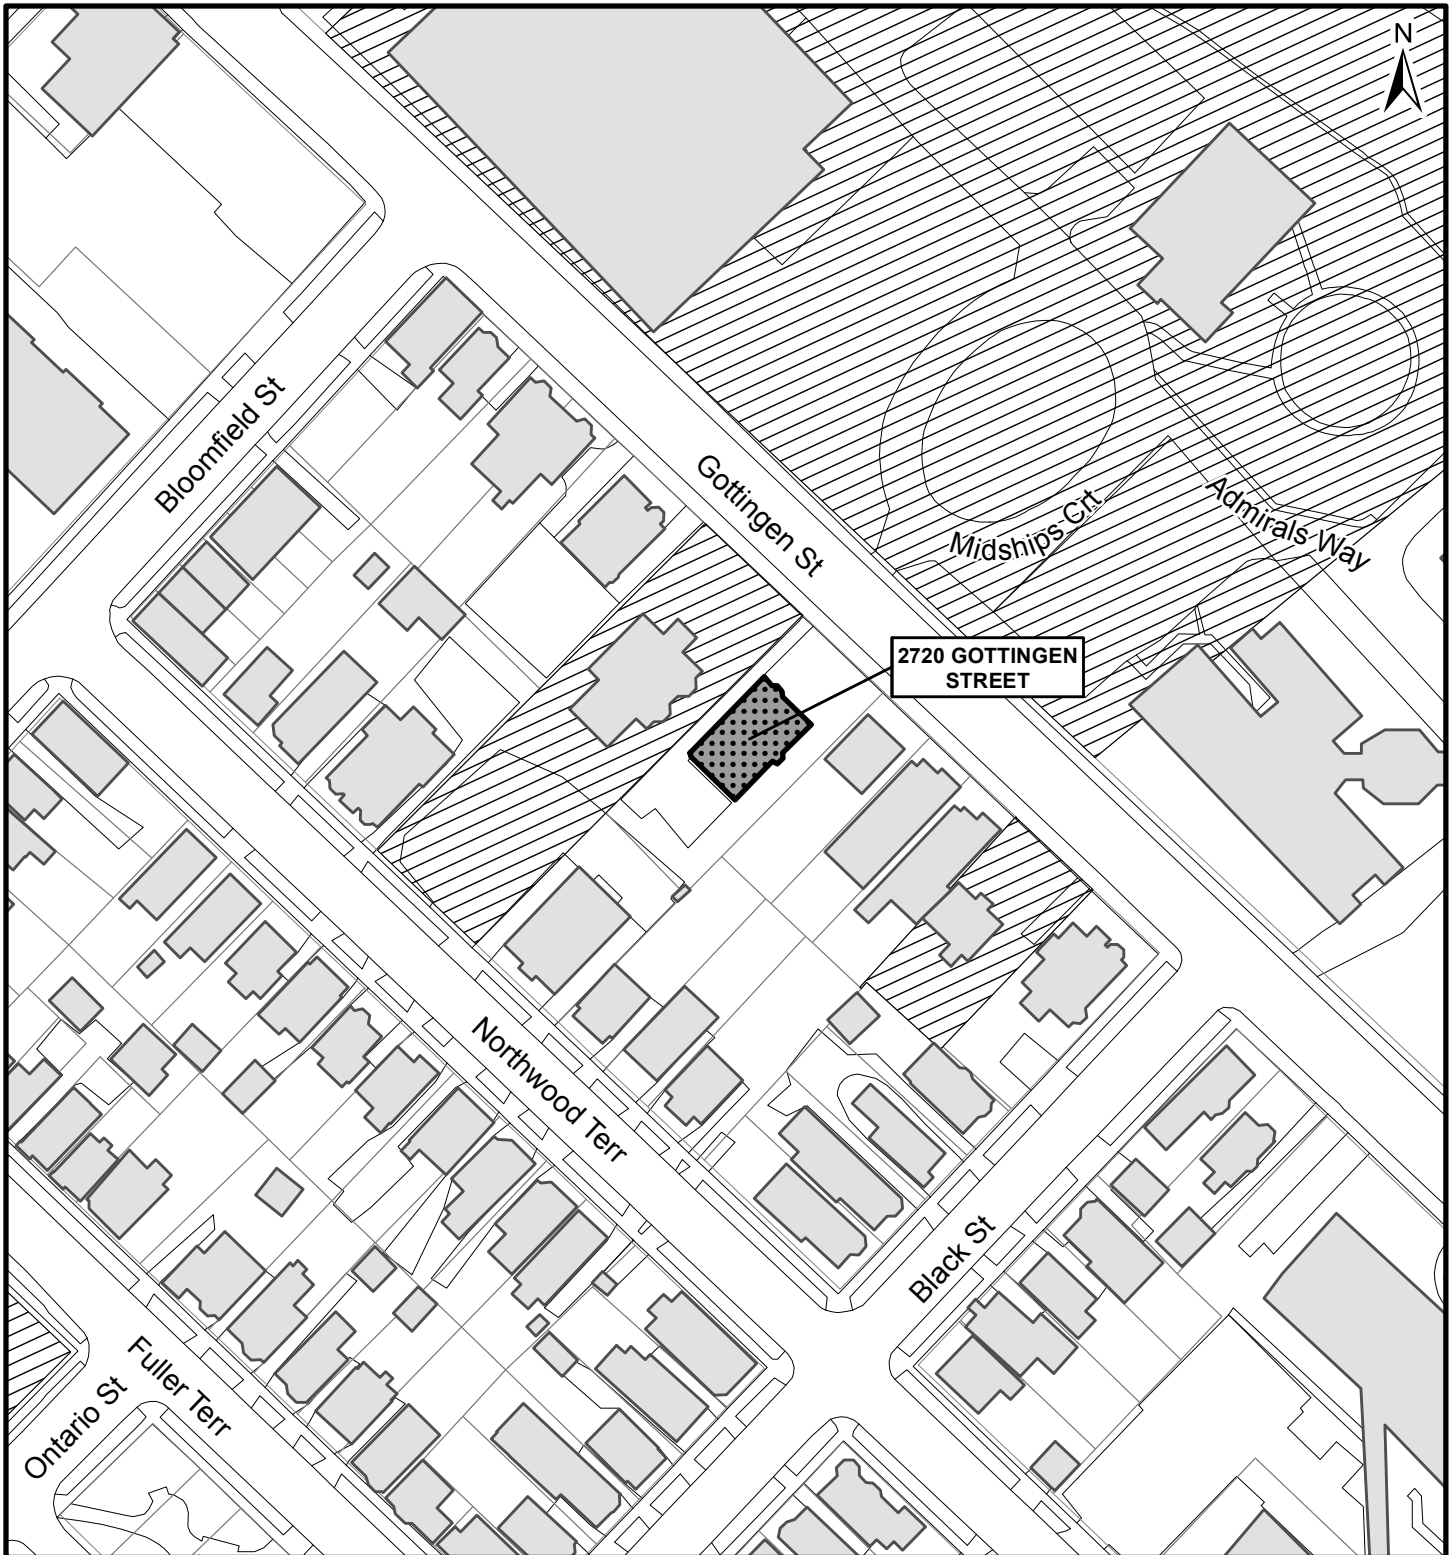 N
Bloomfield St
Gottingen St
Midships Crt
Admirals Way
2720 GOTTINGEN
STREET
Northwood Terr
Black St
Fuller Terr
Ontario St